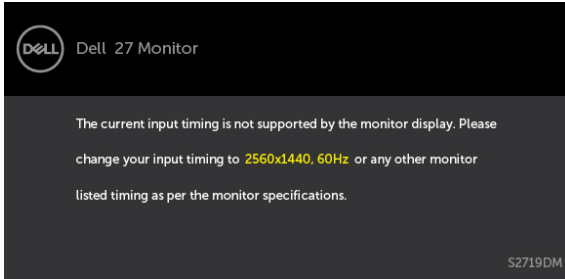 DELL Dell 27 Monitor
The current input timing is not supported by the monitor display. Please
change your input timing to 2560x1440, 60Hz or any other monitor
listed timing as per the monitor specifications.
S2719DM